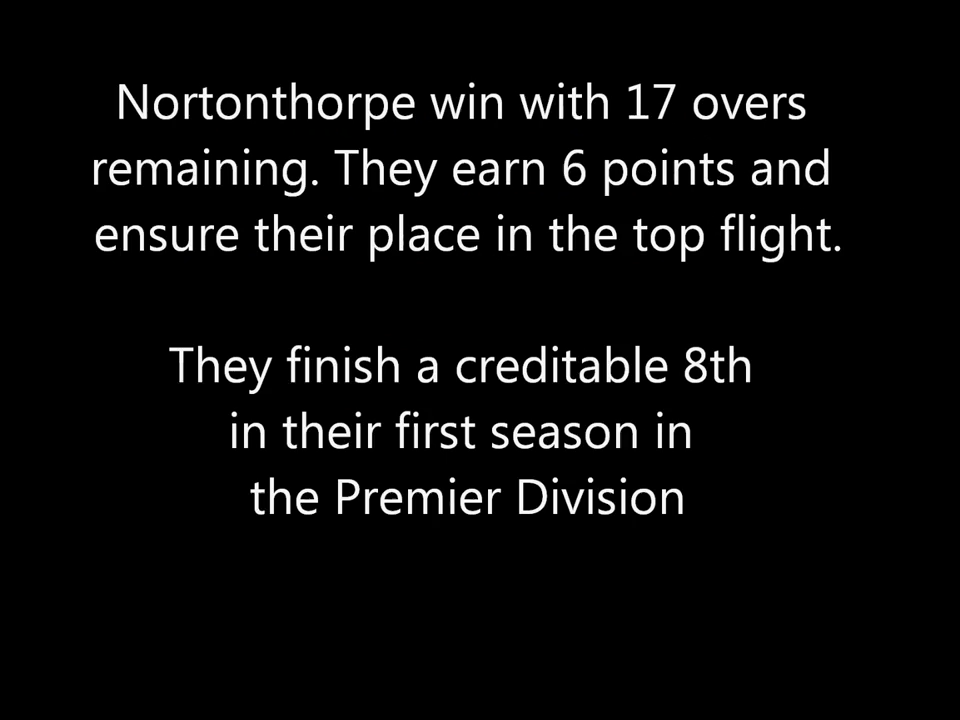 Nortonthorpe win with 17 overs
remaining. They earn 6 points and
ensure their place in the top flight.
They finish a creditable 8th
in their first season in
the Premier Division